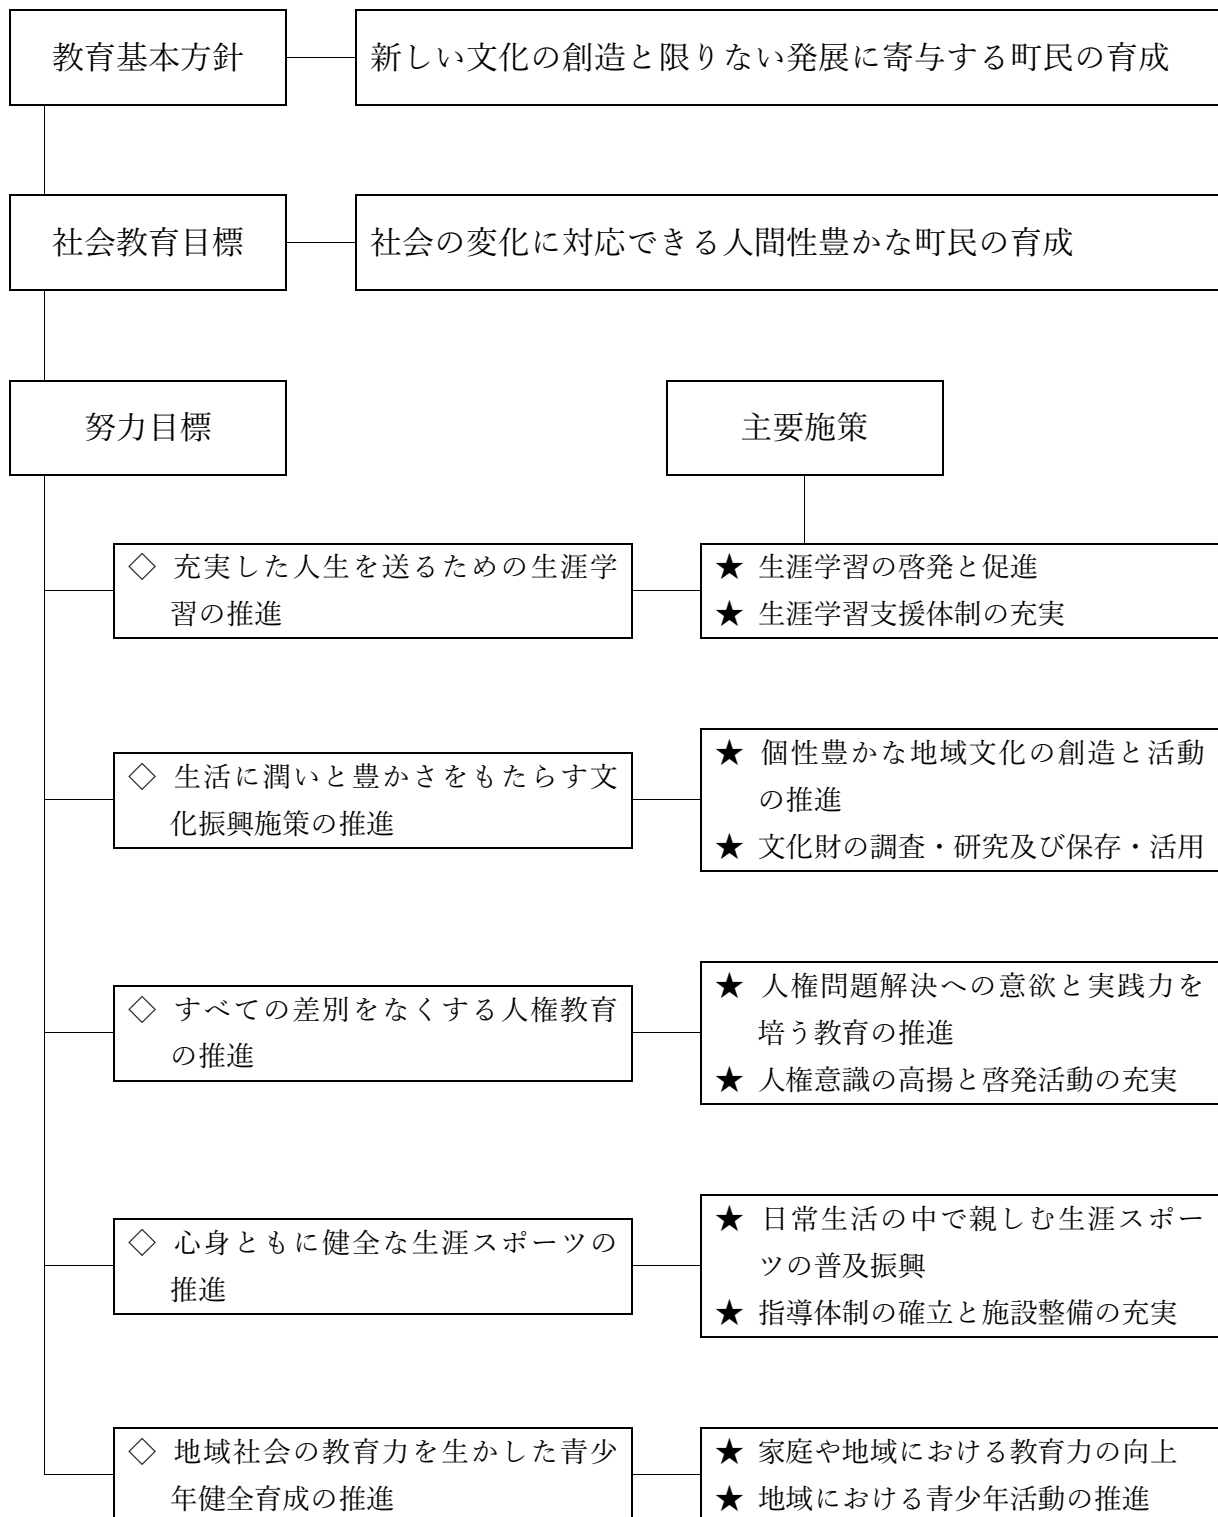 教育基本方針
新しい文化の創造と限りない発展に寄与する町民の育成
社会教育目標
社会の変化に対応できる人間性豊かな町民の育成
努力目標
主要施策
◇ 充実した人生を送るための生涯学
習の推進
★ 生涯学習の啓発と促進
★ 生涯学習支援体制の充実
◇ 生活に潤いと豊かさをもたらす文
化振興施策の推進
★ 個性豊かな地域文化の創造と活動
の推進
★ 文化財の調査・研究及び保存・活用
◇ すべての差別をなくする人権教育
の推進
★ 人権問題解決への意欲と実践力を
培う教育の推進
★ 人権意識の高揚と啓発活動の充実
◇ 心身ともに健全な生涯スポーツの
推進
★ 日常生活の中で親しむ生涯スポー
ツの普及振興
★ 指導体制の確立と施設整備の充実
◇ 地域社会の教育力を生かした青少
年健全育成の推進
★ 家庭や地域における教育力の向上
★ 地域における青少年活動の推進